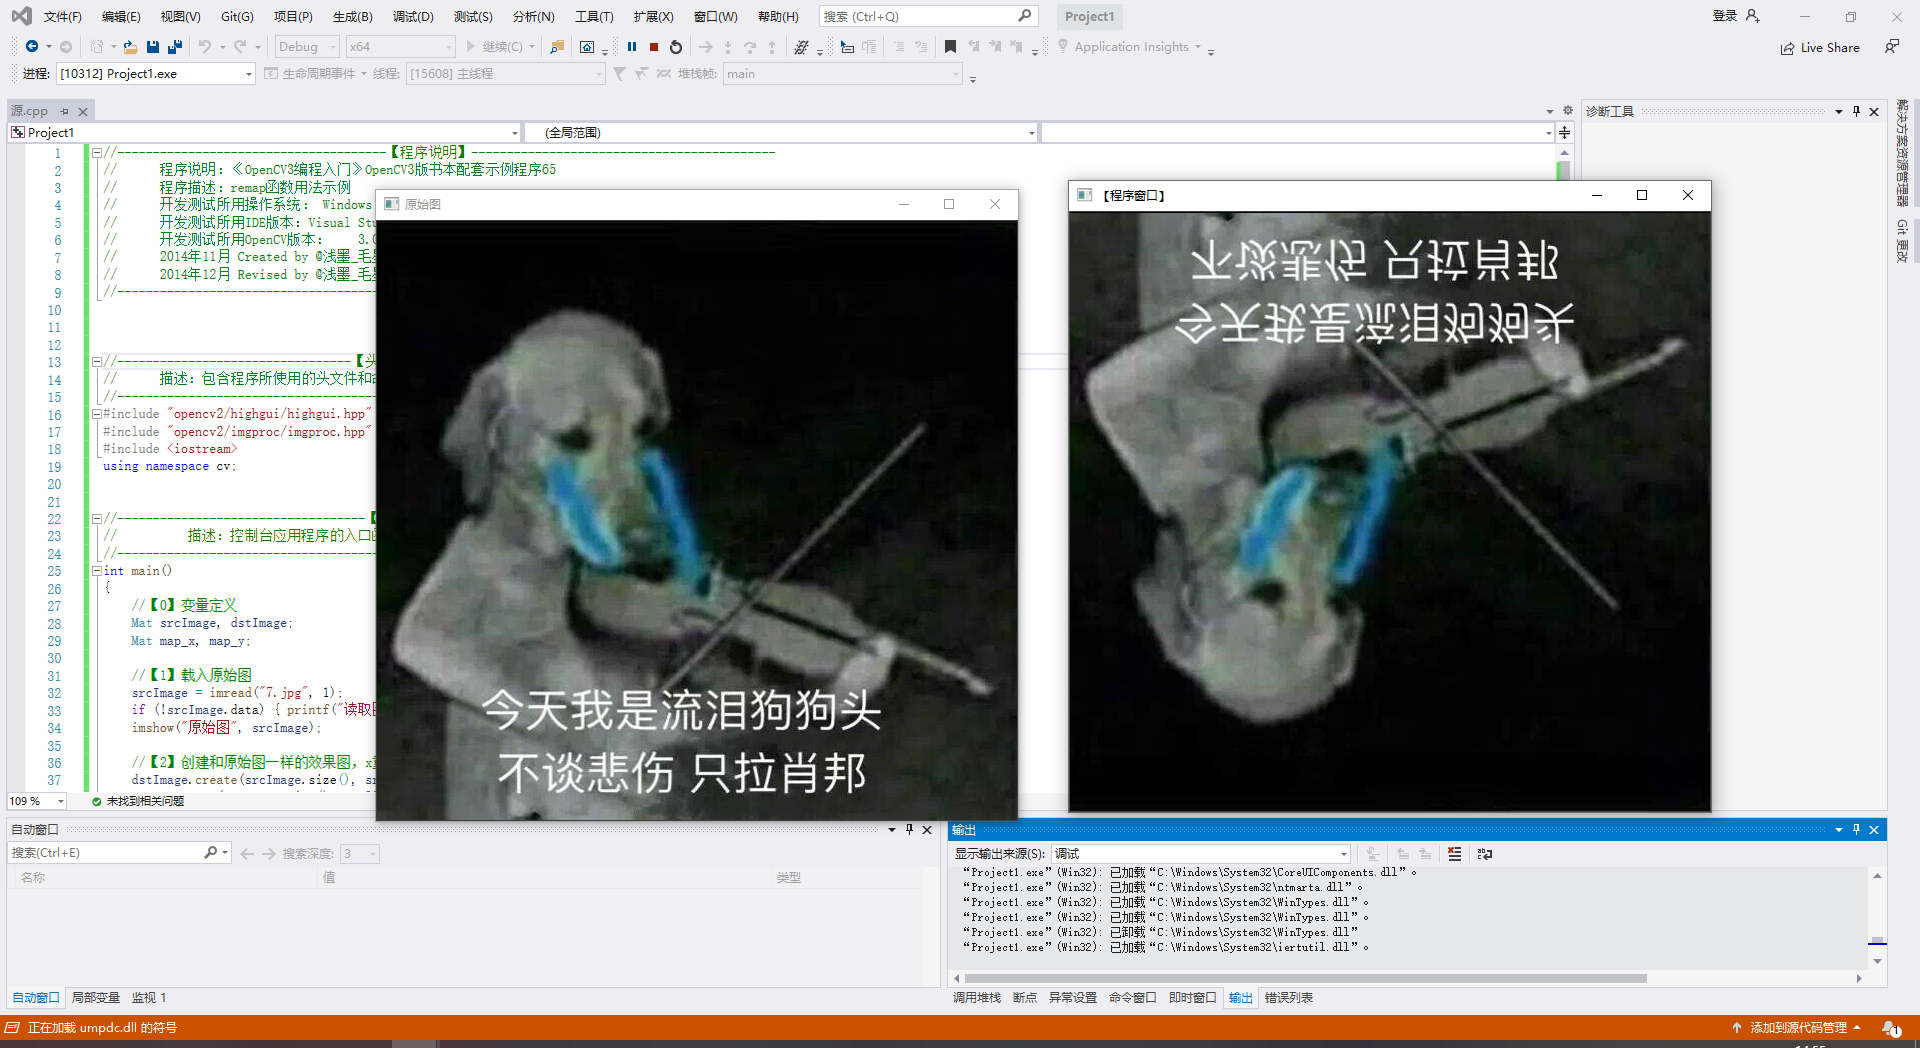 文件(F) 编辑(E) 视图(V) Git(G) 项目(P) 生成(B) 调试(D) 测试(S) 分析(N) 工具(T) 扩展(X) 窗口(W) 帮助(H) 搜索 (Ctrl+Q) Project1 登录
Debug x64 继续(C) Application Insights Live Share
进程: [10312] Project1.exe 生命周期事件 线程: [15608] 主线程 堆栈帧: main
源.cpp
Project1 (全局范围)
诊断工具
解决方案资源管理器
Git 更改
1 //--------------------------------------【程序说明】-------------------------------------------
2 // 程序说明:《OpenCV3编程入门》OpenCV3版书本配套示例程序65
3 // 程序描述:remap函数用法示例
4 // 开发测试所用操作系统: Windows
5 // 开发测试所用IDE版本:Visual Stu
6 // 开发测试所用OpenCV版本: 3.0
7 // 2014年11月 Created by @浅墨_毛
8 // 2014年12月 Revised by @浅墨_毛
9 //--------------------------------------
10
11
12
13 //---------------------------------【头
14 // 描述:包含程序所使用的头文件和
15 //--------------------------------------
16 #include "opencv2/highgui/highgui.hpp"
17 #include "opencv2/imgproc/imgproc.hpp"
18 #include <iostream>
19 using namespace cv;
20
21
22 //-----------------------------------【
23 // 描述:控制台应用程序的入口
24 //--------------------------------------
25 int main()
26 {
27 //【0】变量定义
28 Mat srcImage, dstImage;
29 Mat map_x, map_y;
30
31 //【1】载入原始图
32 srcImage = imread("7.jpg", 1);
33 if (!srcImage.data) { printf("读取
34 imshow("原始图", srcImage);
35
36 //【2】创建和原始图一样的效果图,x
37 dstImage.create(srcImage.size(), sr
原始图
今天我是流泪狗狗头
不谈悲伤 只拉肖邦
【程序窗口】
不谈悲伤 只拉肖邦
今天我是流泪狗狗头
109 % 未找到相关问题
自动窗口
搜索(Ctrl+E) 搜索深度: 3
名称 值 类型
自动窗口 局部变量 监视 1
输出
显示输出来源(S): 调试
“Project1.exe”(Win32): 已加载“C:\Windows\System32\CoreUIComponents.dll”。
“Project1.exe”(Win32): 已加载“C:\Windows\System32\ntmarta.dll”。
“Project1.exe”(Win32): 已加载“C:\Windows\System32\WinTypes.dll”。
“Project1.exe”(Win32): 已加载“C:\Windows\System32\WinTypes.dll”。
“Project1.exe”(Win32): 已卸载“C:\Windows\System32\WinTypes.dll”
“Project1.exe”(Win32): 已加载“C:\Windows\System32\iertutil.dll”。
调用堆栈 断点 异常设置 命令窗口 即时窗口 输出 错误列表
正在加载 umpdc.dll 的符号 添加到源代码管理 1